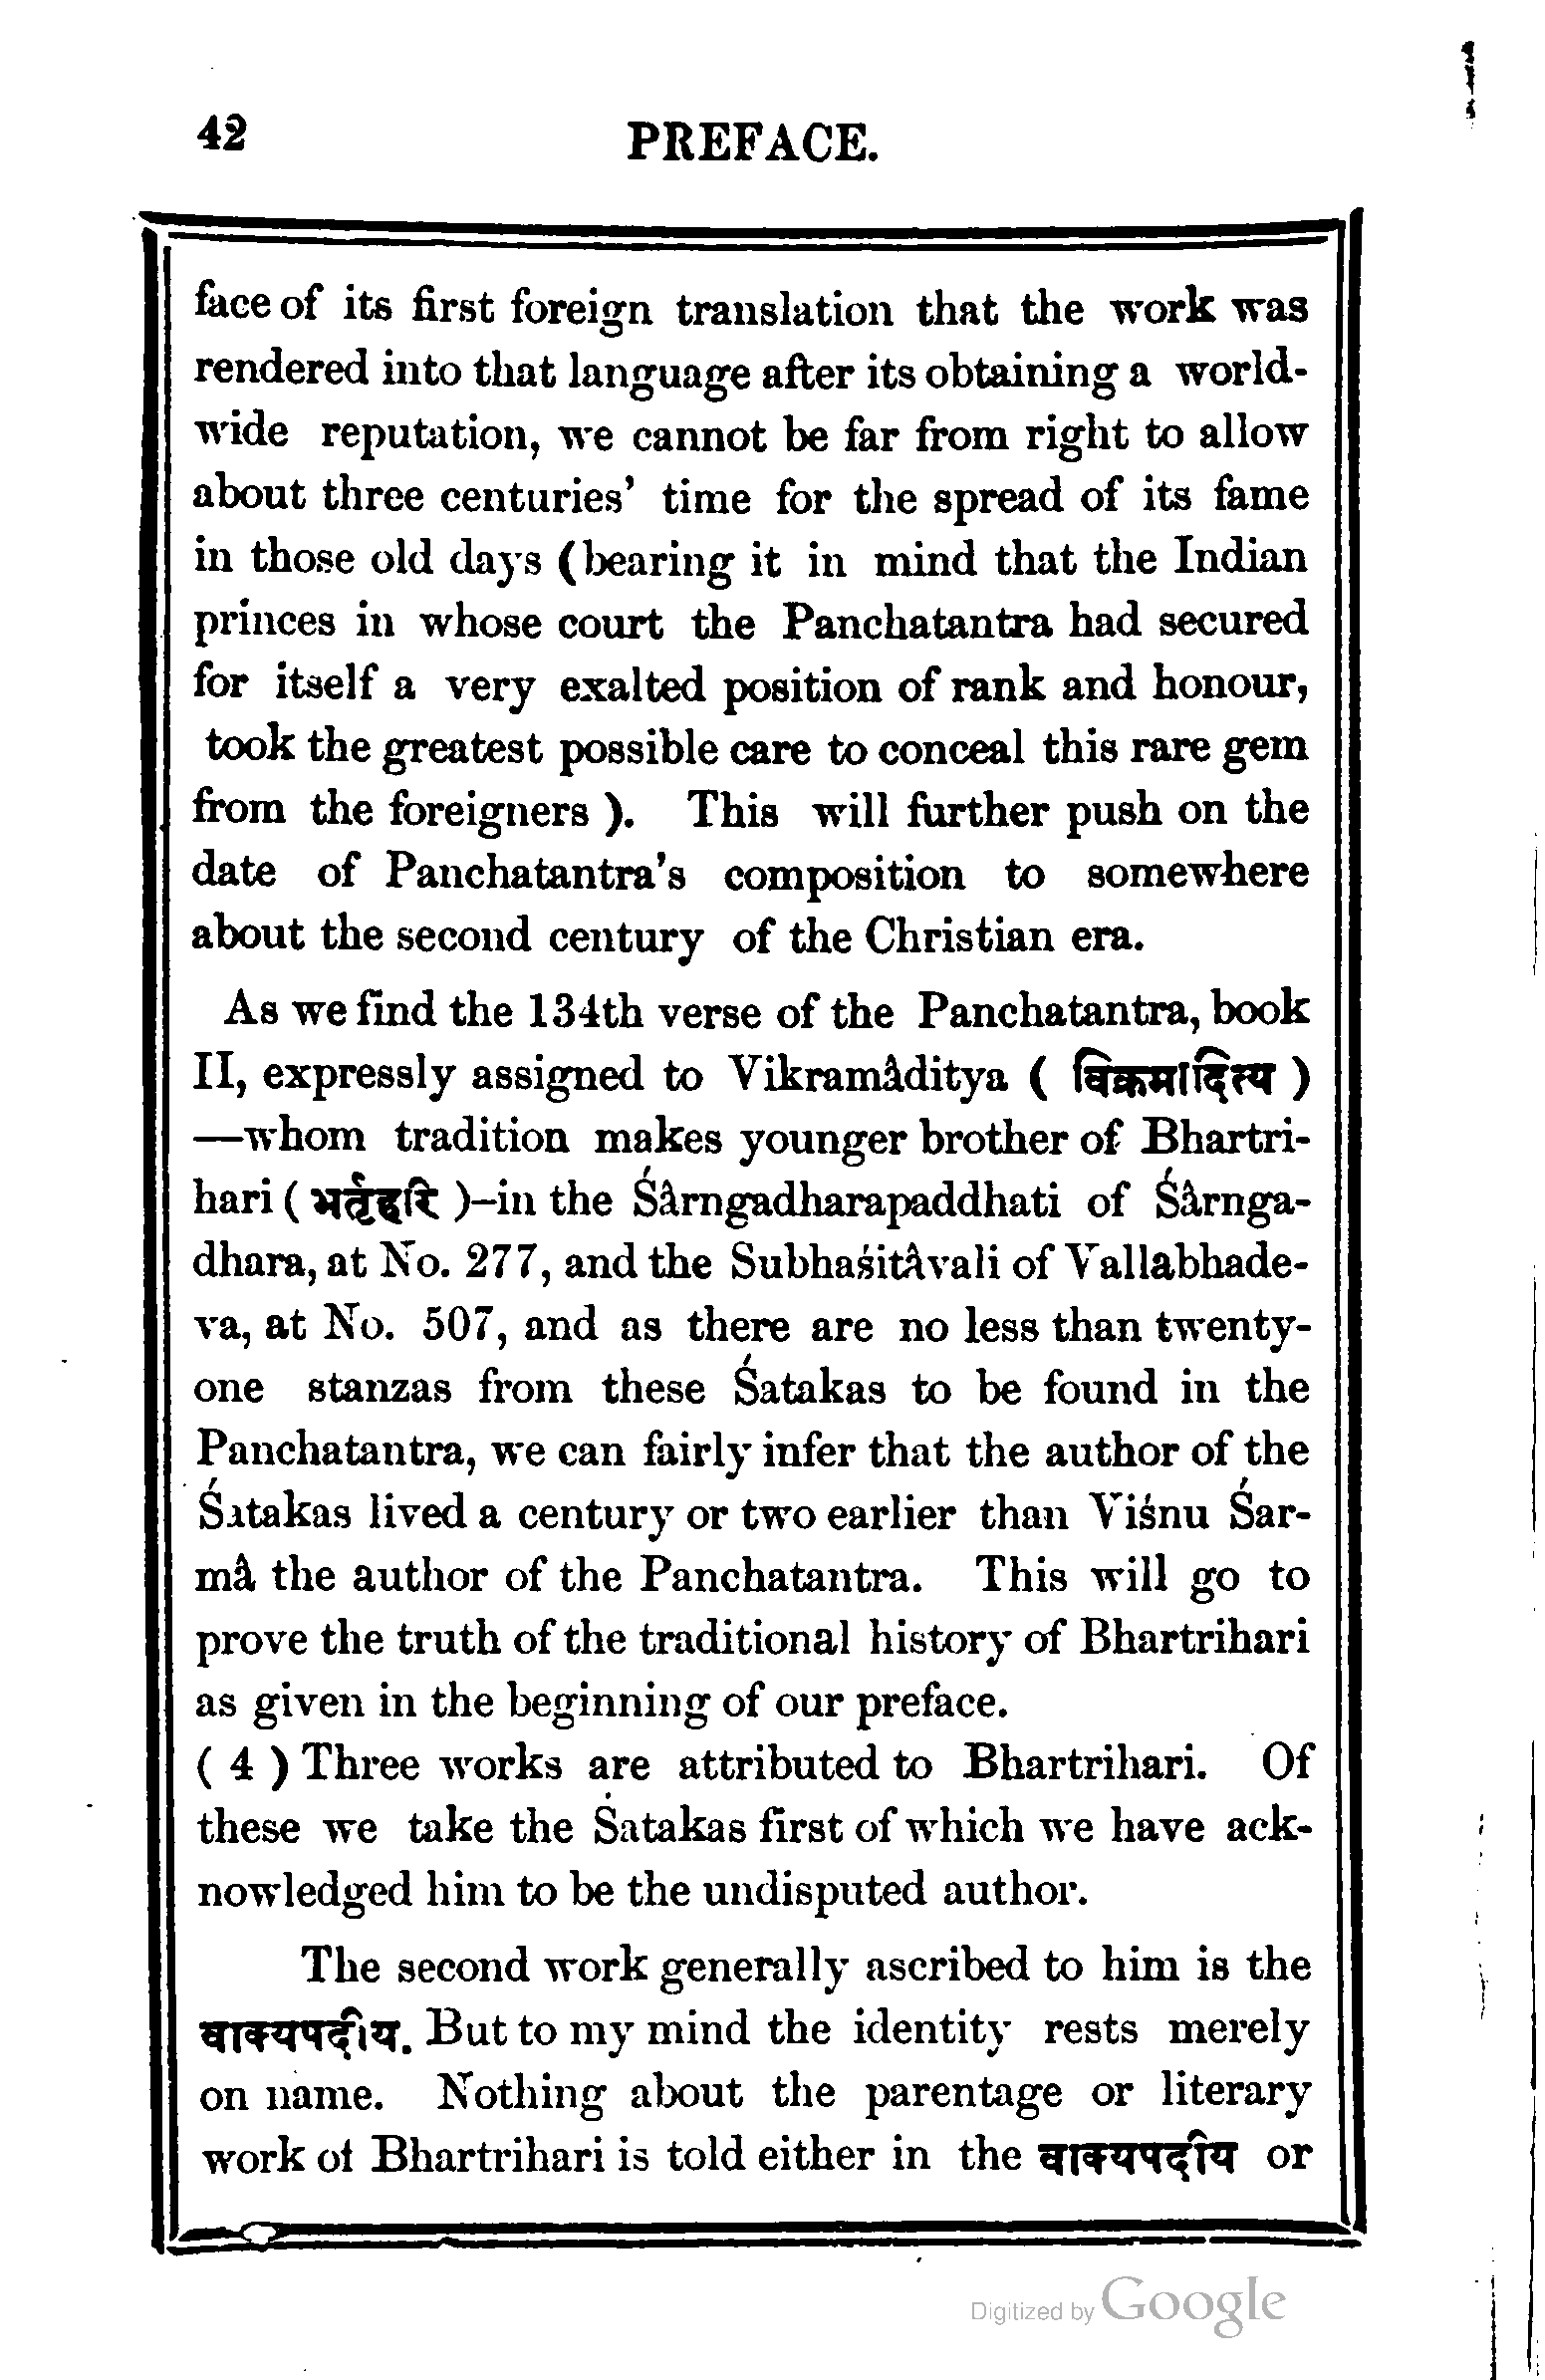 42
PREFACE.
face of its first foreign translation that the work was
rendered into that language after its obtaining a world-
wide reputation, we cannot be far from right to allow
about three centuries' time for the spread of its fame
in those old days (bearing it in mind that the Indian
princes in whose court the Panchatantra had secured
for itself a very exalted position of rank and honour,
took the greatest possible care to conceal this rare gem
from the foreigners ). This will further push on the
date of Panchatantra's composition to somewhere
about the second century of the Christian era.
As we find the 134th verse of the Panchatantra, book
II, expressly assigned to Vikramâditya ( विक्रमादित्य )
—whom tradition makes younger brother of Bhartri-
hari ( भर्तृहरि )–in the Śârngadharapaddhati of Śârnga-
dhara, at No. 277, and the Subhaśitâvali of Vallabhade-
va, at No. 507, and as there are no less than twenty-
one stanzas from these Śatakas to be found in the
Panchatantra, we can fairly infer that the author of the
Śatakas lived a century or two earlier than Viśnu Śar-
mâ the author of the Panchatantra. This will go to
prove the truth of the traditional history of Bhartrihari
as given in the beginning of our preface.
( 4 ) Three works are attributed to Bhartrihari. Of
these we take the Śatakas first of which we have ack-
nowledged him to be the undisputed author.
The second work generally ascribed to him is the
वाक्यपदीय. But to my mind the identity rests merely
on name. Nothing about the parentage or literary
work of Bhartrihari is told either in the वाक्यपदीय or
Digitized by Google